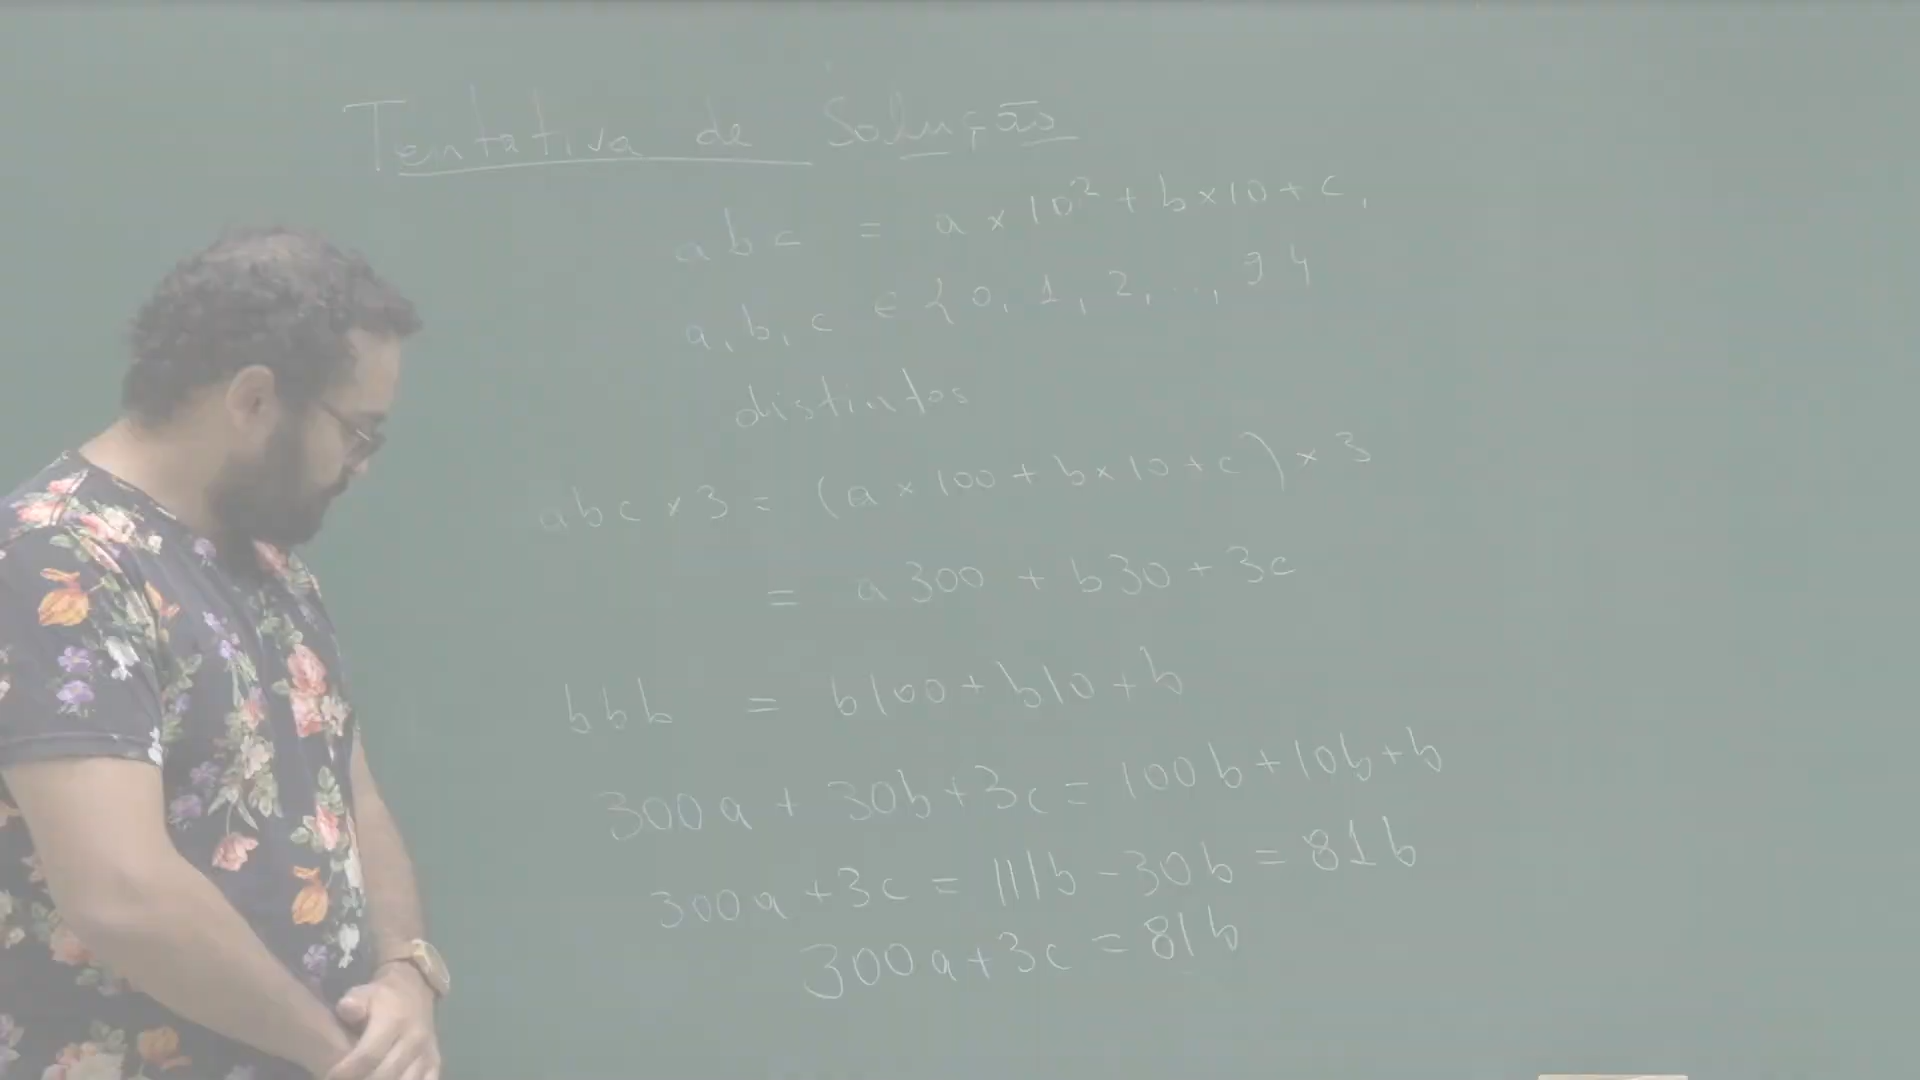 Tentativa de Solução
abc = a × 10² + b × 10 + c,
a, b, c ∈ {0, 1, 2, ..., 9}
distintos
abc × 3 = (a × 100 + b × 10 + c) × 3
= a300 + b30 + 3c
bbb = b100 + b10 + b
300a + 30b + 3c = 100b + 10b + b
300a + 3c = 111b - 30b = 81b
300a + 3c = 81b